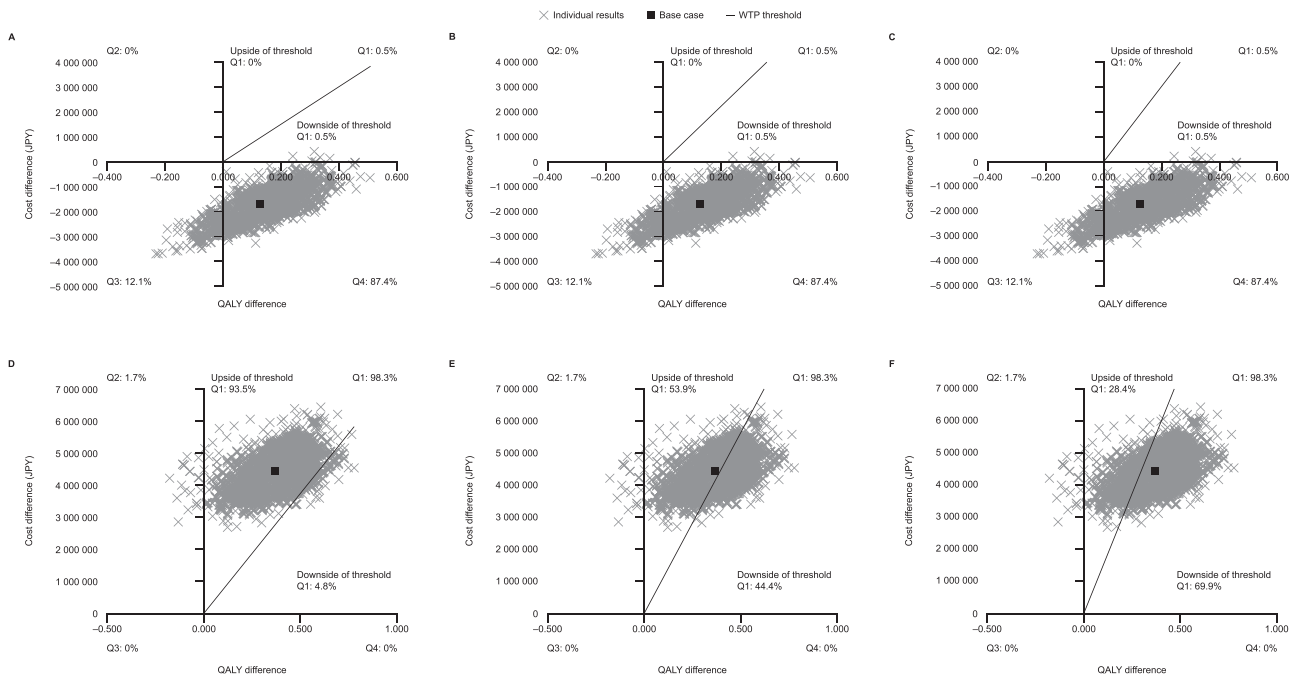 Individual results Base case WTP threshold
A
Q2: 0%
Upside of threshold
Q1: 0%
Q1: 0.5%
4 000 000
3 000 000
2 000 000
1 000 000
0
–1 000 000
–2 000 000
–3 000 000
–4 000 000
–5 000 000
Cost difference (JPY)
Downside of threshold
Q1: 0.5%
–0.400 –0.200 0.000 0.200 0.400 0.600
Q3: 12.1%
Q4: 87.4%
QALY difference
B
Q2: 0%
Upside of threshold
Q1: 0%
Q1: 0.5%
4 000 000
3 000 000
2 000 000
1 000 000
0
–1 000 000
–2 000 000
–3 000 000
–4 000 000
–5 000 000
Cost difference (JPY)
Downside of threshold
Q1: 0.5%
–0.400 –0.200 0.000 0.200 0.400 0.600
Q3: 12.1%
Q4: 87.4%
QALY difference
C
Q2: 0%
Upside of threshold
Q1: 0%
Q1: 0.5%
4 000 000
3 000 000
2 000 000
1 000 000
0
–1 000 000
–2 000 000
–3 000 000
–4 000 000
–5 000 000
Cost difference (JPY)
Downside of threshold
Q1: 0.5%
–0.400 –0.200 0.000 0.200 0.400 0.600
Q3: 12.1%
Q4: 87.4%
QALY difference
D
Q2: 1.7%
Upside of threshold
Q1: 93.5%
Q1: 98.3%
7 000 000
6 000 000
5 000 000
4 000 000
3 000 000
2 000 000
1 000 000
0
Cost difference (JPY)
Downside of threshold
Q1: 4.8%
–0.500 0.000 0.500 1.000
Q3: 0%
Q4: 0%
QALY difference
E
Q2: 1.7%
Upside of threshold
Q1: 53.9%
Q1: 98.3%
7 000 000
6 000 000
5 000 000
4 000 000
3 000 000
2 000 000
1 000 000
0
Cost difference (JPY)
Downside of threshold
Q1: 44.4%
–0.500 0.000 0.500 1.000
Q3: 0%
Q4: 0%
QALY difference
F
Q2: 1.7%
Upside of threshold
Q1: 28.4%
Q1: 98.3%
7 000 000
6 000 000
5 000 000
4 000 000
3 000 000
2 000 000
1 000 000
0
Cost difference (JPY)
Downside of threshold
Q1: 69.9%
–0.500 0.000 0.500 1.000
Q3: 0%
Q4: 0%
QALY difference